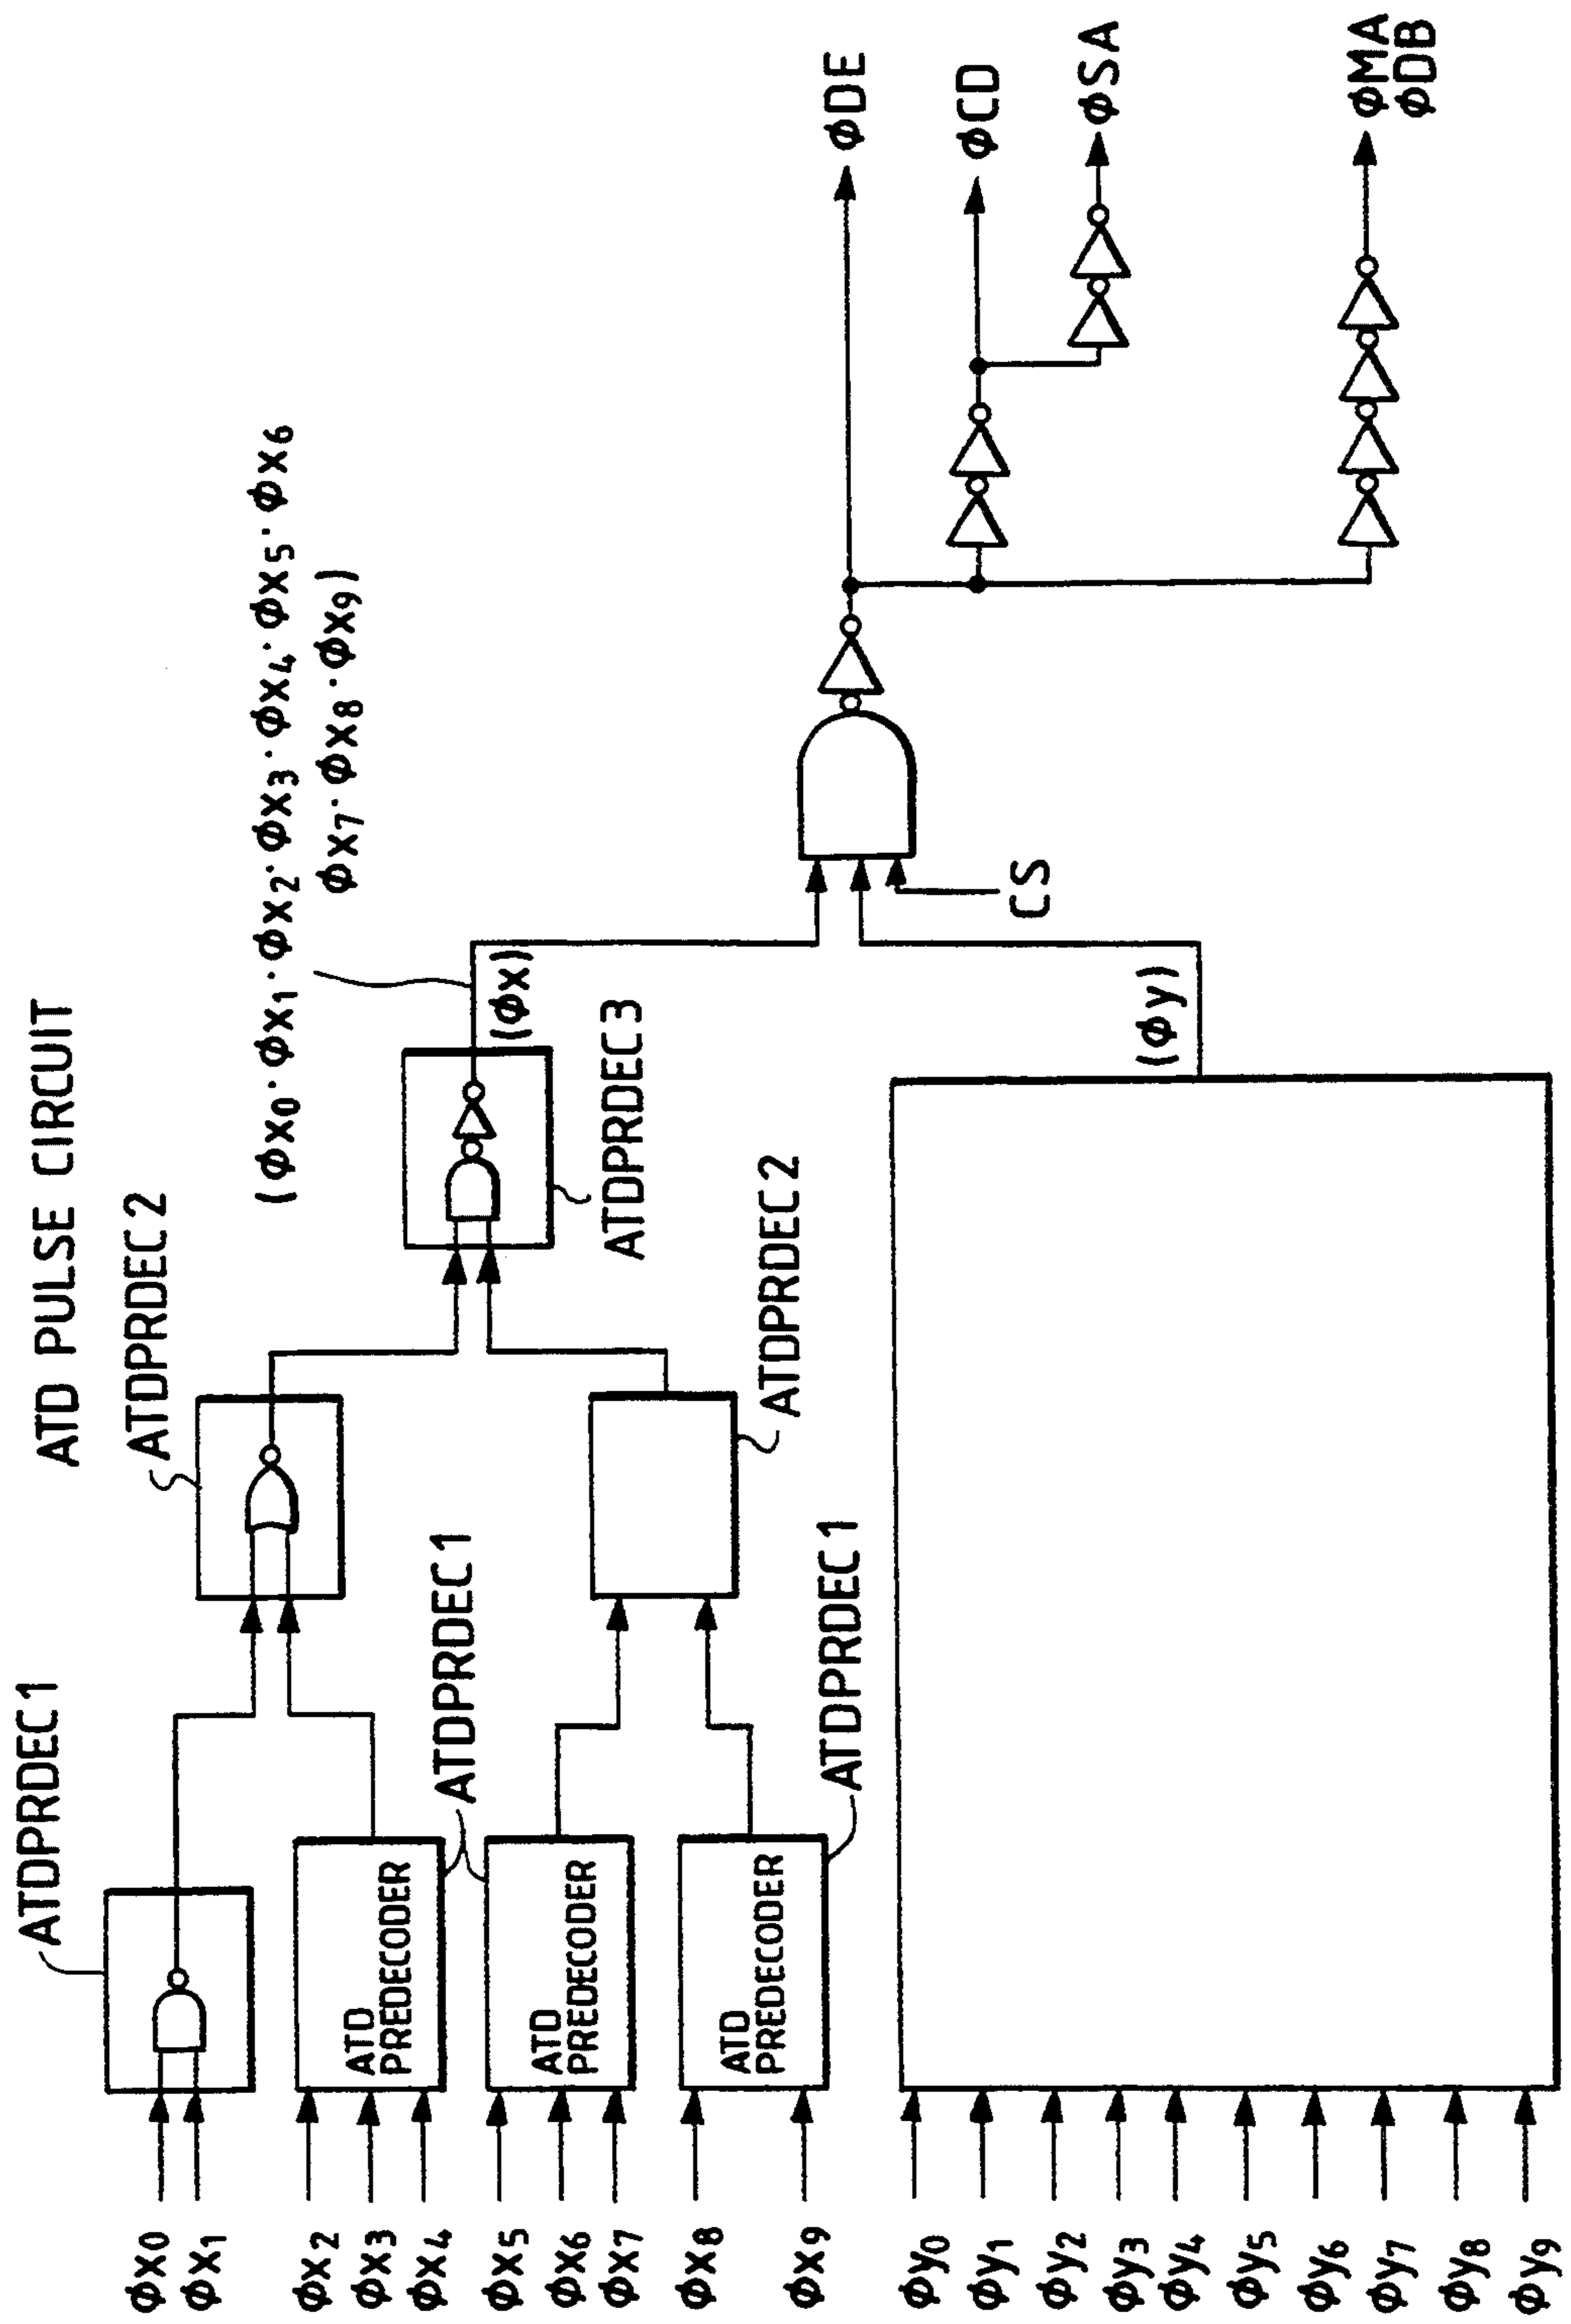 ATD PULSE CIRCUIT
ATDPRDEC1
ATDPRDEC2
(ϕX0·ϕX1·ϕX2·ϕX3·ϕX4·ϕX5·ϕX6
ϕX7·ϕX8·ϕX9)
(ϕX)
ATDPRDEC3
ATDPRDEC1
ATDPRDEC2
ATDPRDEC1
ϕX0
ϕX1
ϕX2
ϕX3
ϕX4
ATD
PREDECODER
ϕX5
ϕX6
ϕX7
ATD
PREDECODER
ϕX8
ϕX9
ATD
PREDECODER
ϕy0
ϕy1
ϕy2
ϕy3
ϕy4
ϕy5
ϕy6
ϕy7
ϕy8
ϕy9
(ϕy)
CS
ϕDE
ϕCD
ϕSA
ϕMA
ϕDB